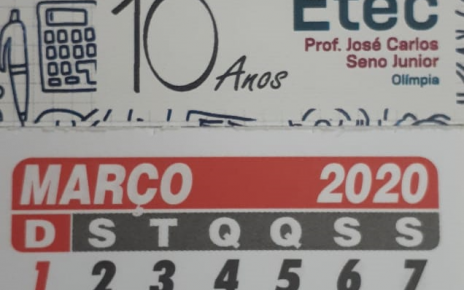 Etec
10 Anos
Prof. José Carlos
Seno Junior
Olímpia
MARÇO 2020
D S T Q Q S S
1 2 3 4 5 6 7